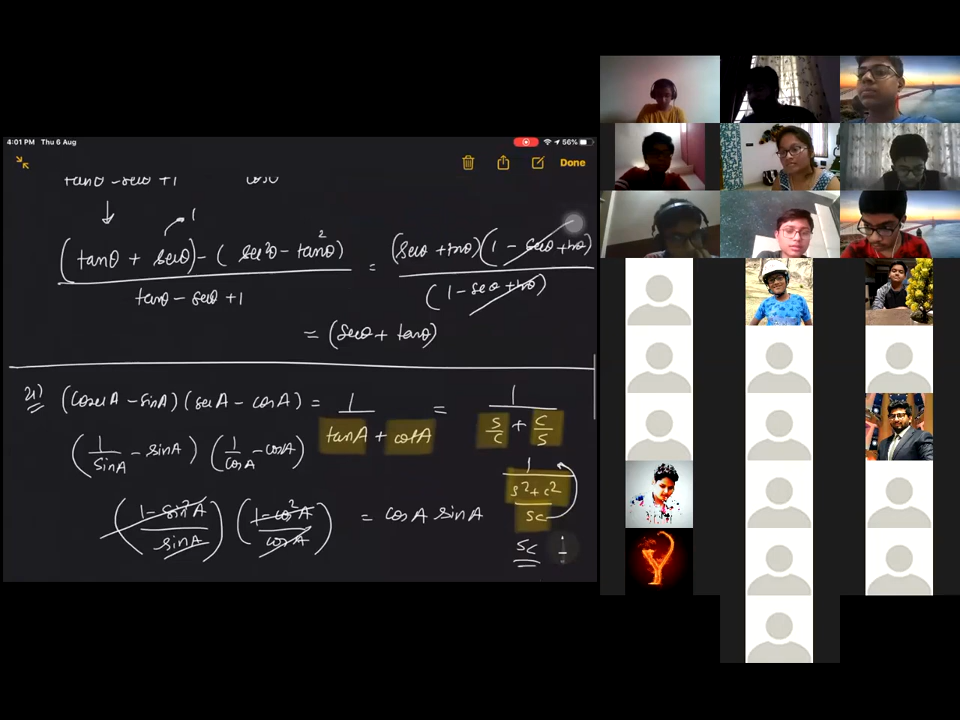 4:01 PM Thu 6 Aug 56%
Done
tanθ - secθ + 1
(tanθ + secθ) - (sec²θ - tan²θ) = (secθ + tanθ)(1 - secθ + tanθ)
1
tanθ - secθ + 1 (1 - secθ + tanθ)
= (secθ + tanθ)
(cosecA - sinA)(secA - cosA) = 1 / tanA + cotA = 1 / s/c + c/s
(1/sinA - sinA)(1/cosA - cosA)
1 / s²+c² / sc
(1-sin²A / sinA)(1-cos²A / cosA) = cosA sinA
sc